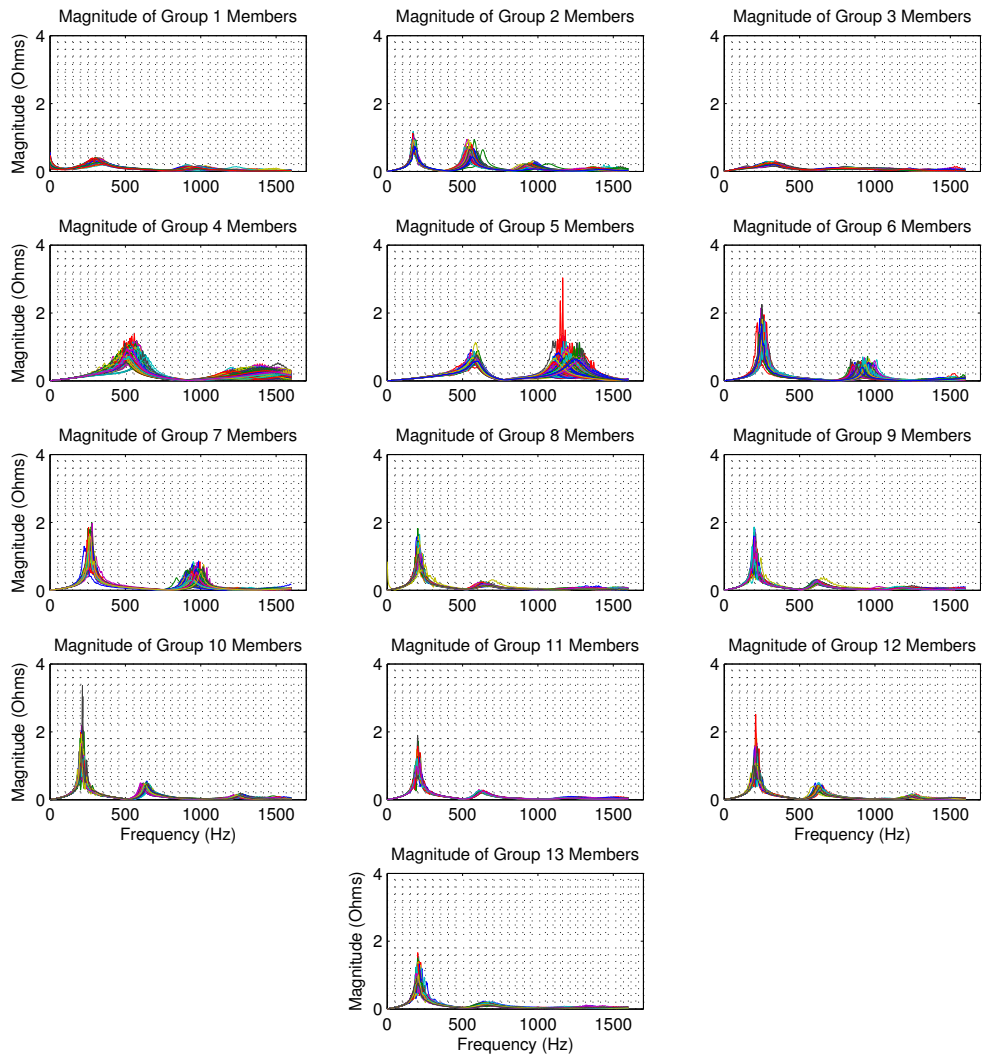 Magnitude of Group 1 Members
Magnitude of Group 2 Members
Magnitude of Group 3 Members
Magnitude (Ohms)
4
2
0
0 500 1000 1500
4
2
0
0 500 1000 1500
4
2
0
0 500 1000 1500
Magnitude of Group 4 Members
Magnitude of Group 5 Members
Magnitude of Group 6 Members
Magnitude (Ohms)
4
2
0
0 500 1000 1500
4
2
0
0 500 1000 1500
4
2
0
0 500 1000 1500
Magnitude of Group 7 Members
Magnitude of Group 8 Members
Magnitude of Group 9 Members
Magnitude (Ohms)
4
2
0
0 500 1000 1500
4
2
0
0 500 1000 1500
4
2
0
0 500 1000 1500
Magnitude of Group 10 Members
Magnitude of Group 11 Members
Magnitude of Group 12 Members
Magnitude (Ohms)
4
2
0
0 500 1000 1500
Frequency (Hz)
4
2
0
0 500 1000 1500
4
2
0
0 500 1000 1500
Frequency (Hz)
Magnitude of Group 13 Members
Magnitude (Ohms)
4
2
0
0 500 1000 1500
Frequency (Hz)